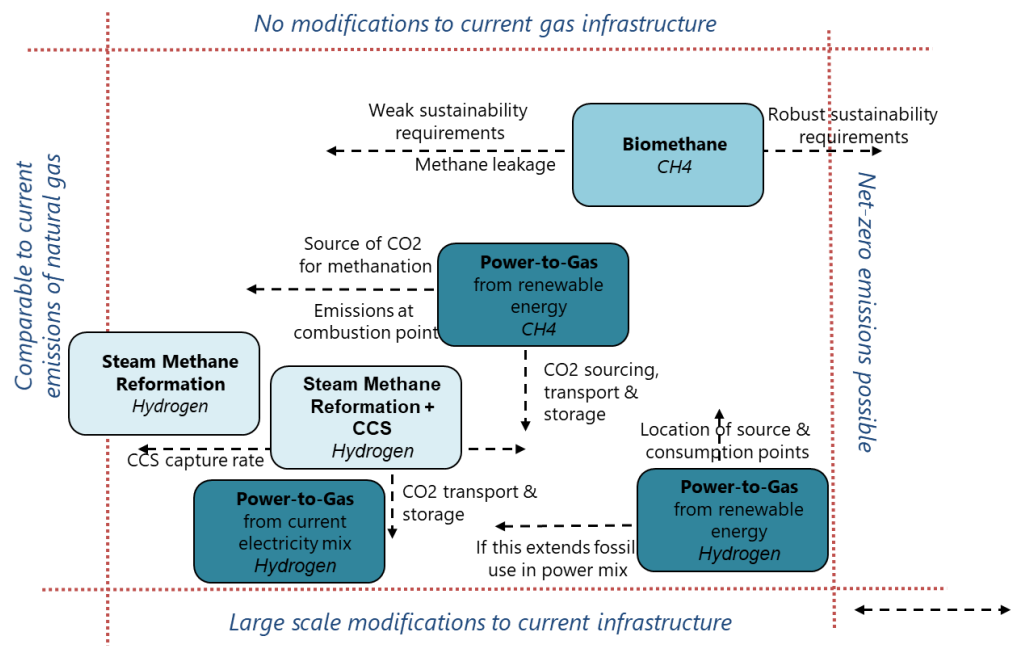 No modifications to current gas infrastructure
Comparable to current
emissions of natural gas
Net-zero emissions possible
Weak sustainability
requirements
Methane leakage
Biomethane
CH4
Robust sustainability
requirements
Source of CO2
for methanation
Emissions at
combustion point
Power-to-Gas
from renewable
energy
CH4
CO2 sourcing,
transport &
storage
Steam Methane
Reformation
Hydrogen
Steam Methane
Reformation +
CCS
Hydrogen
CCS capture rate
CO2 transport &
storage
Power-to-Gas
from current
electricity mix
Hydrogen
Location of source &
consumption points
Power-to-Gas
from renewable
energy
Hydrogen
If this extends fossil
use in power mix
Large scale modifications to current infrastructure